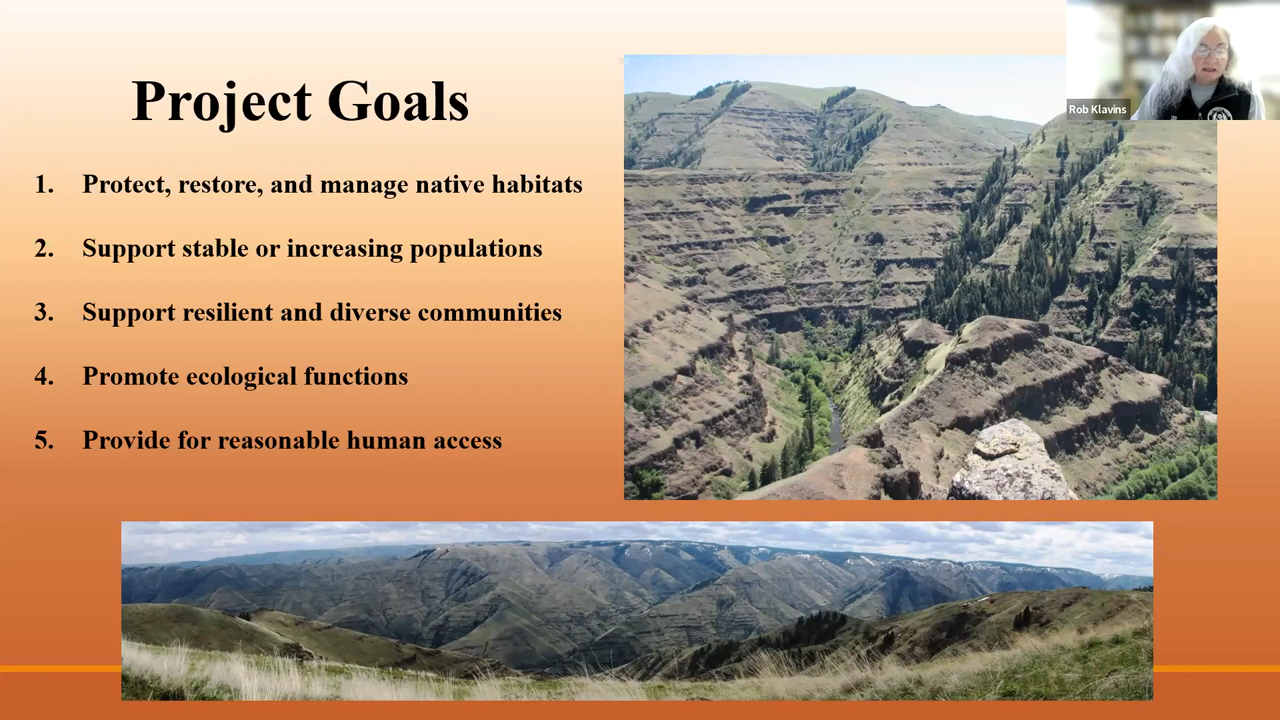 Project Goals
1. Protect, restore, and manage native habitats
2. Support stable or increasing populations
3. Support resilient and diverse communities
4. Promote ecological functions
5. Provide for reasonable human access
Rob Klavins